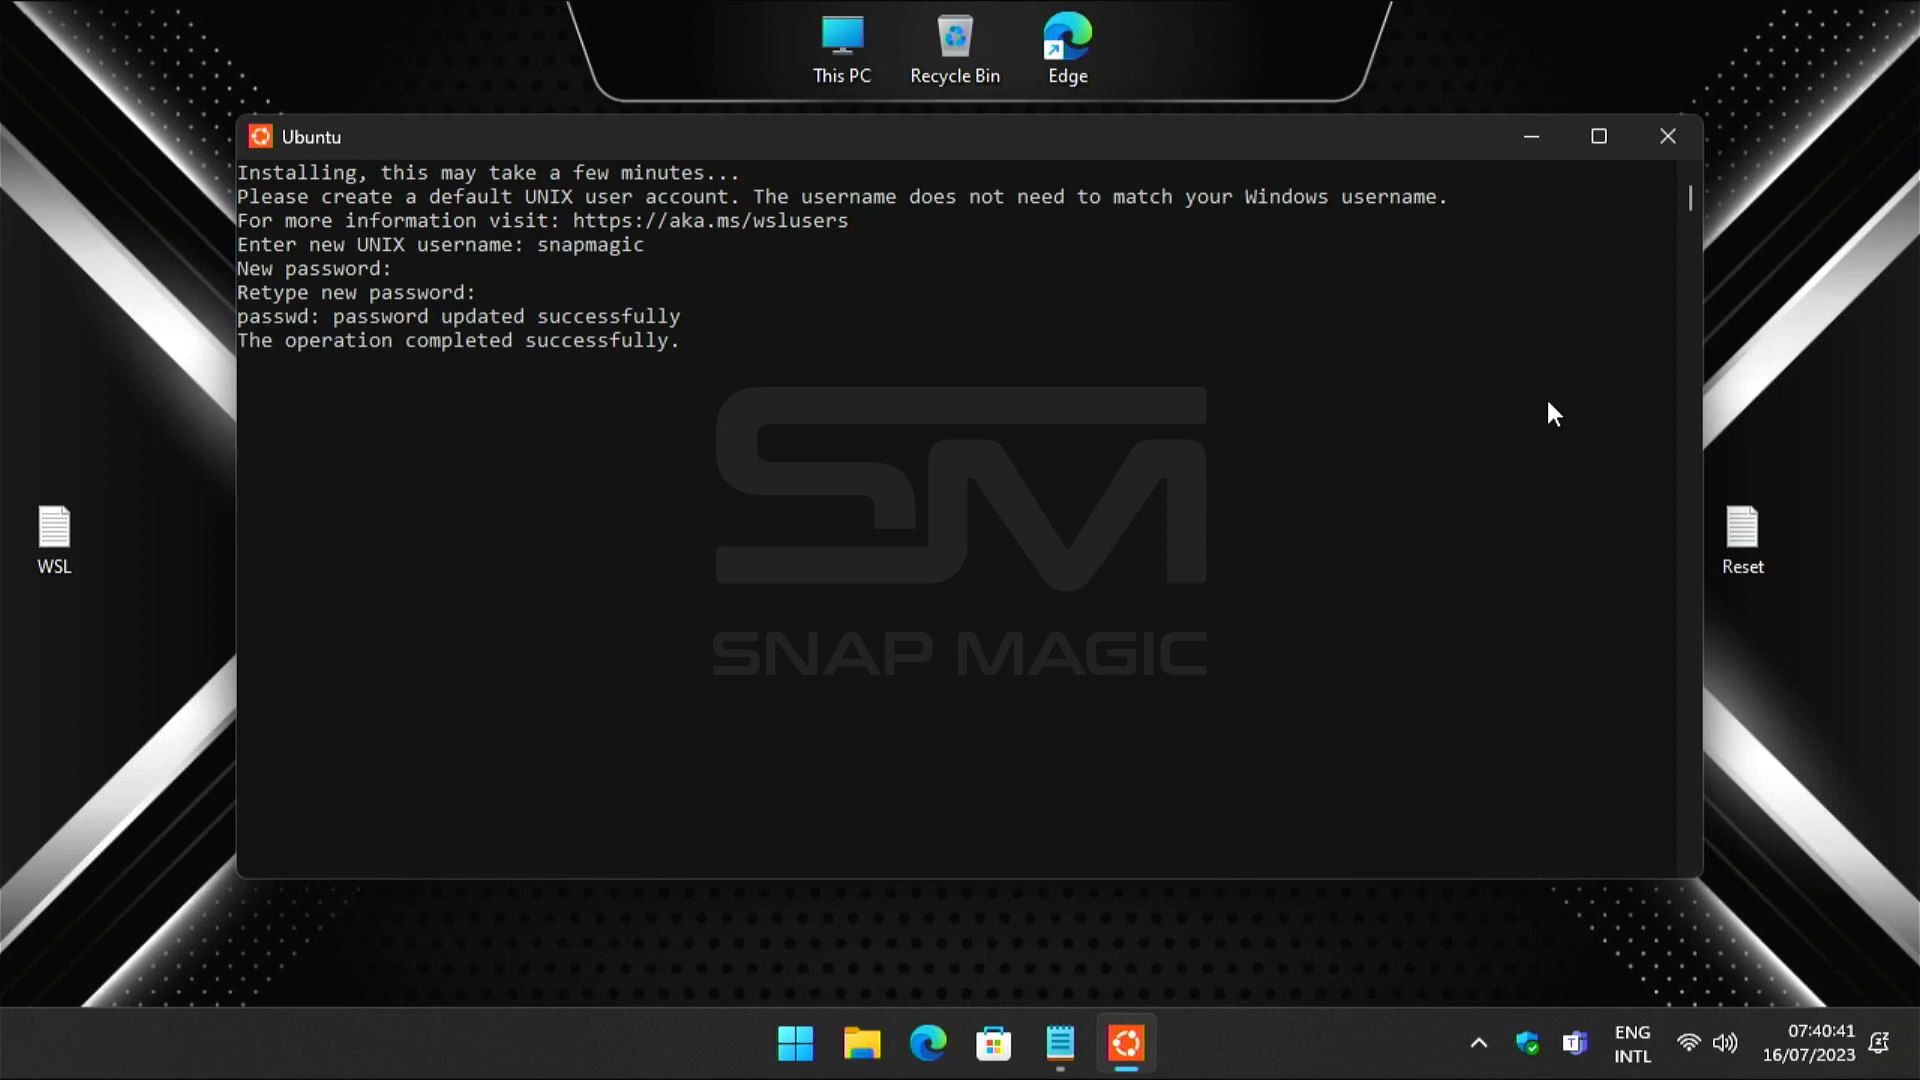 This PC
Recycle Bin
Edge
Ubuntu
Installing, this may take a few minutes...
Please create a default UNIX user account. The username does not need to match your Windows username.
For more information visit: https://aka.ms/wslusers
Enter new UNIX username: snapmagic
New password:
Retype new password:
passwd: password updated successfully
The operation completed successfully.
SM
SNAP MAGIC
WSL
Reset
ENG
INTL
07:40:41
16/07/2023